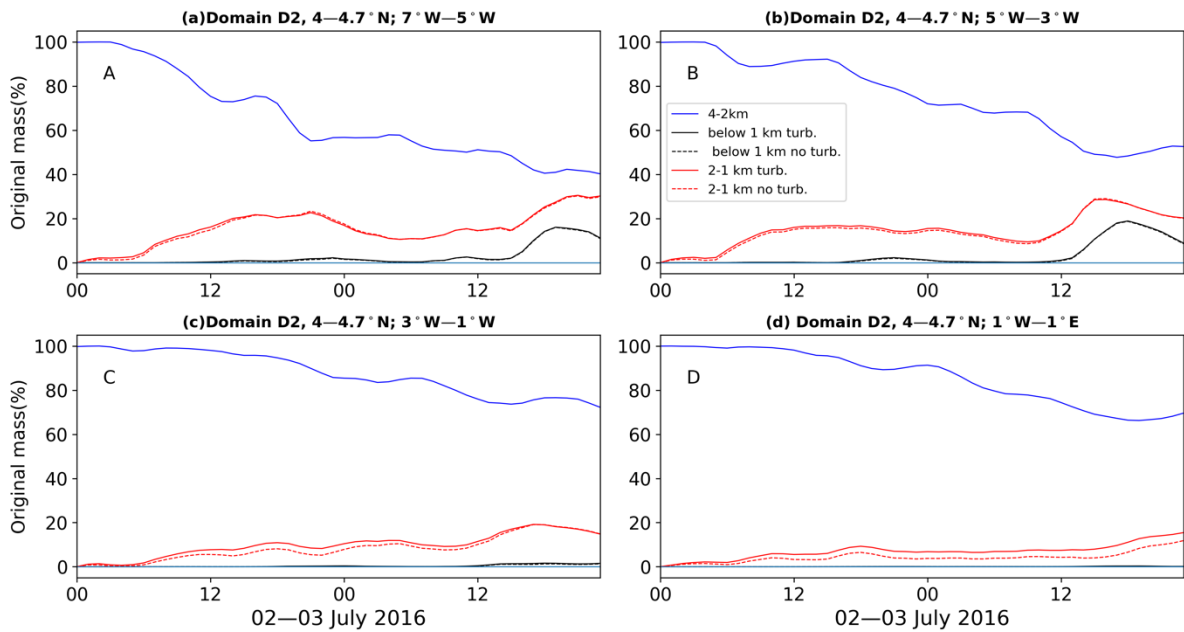 (a)Domain D2, 4—4.7°N; 7°W—5°W
(b)Domain D2, 4—4.7°N; 5°W—3°W
Original mass(%)
100
80
60
40
20
0
A
00
12
00
12
100
80
60
40
20
0
B
4-2km
below 1 km turb.
below 1 km no turb.
2-1 km turb.
2-1 km no turb.
00
12
00
12
(c)Domain D2, 4—4.7°N; 3°W—1°W
(d) Domain D2, 4—4.7°N; 1°W—1°E
Original mass(%)
100
80
60
40
20
0
C
00
12
00
12
02—03 July 2016
100
80
60
40
20
0
D
00
12
00
12
02—03 July 2016